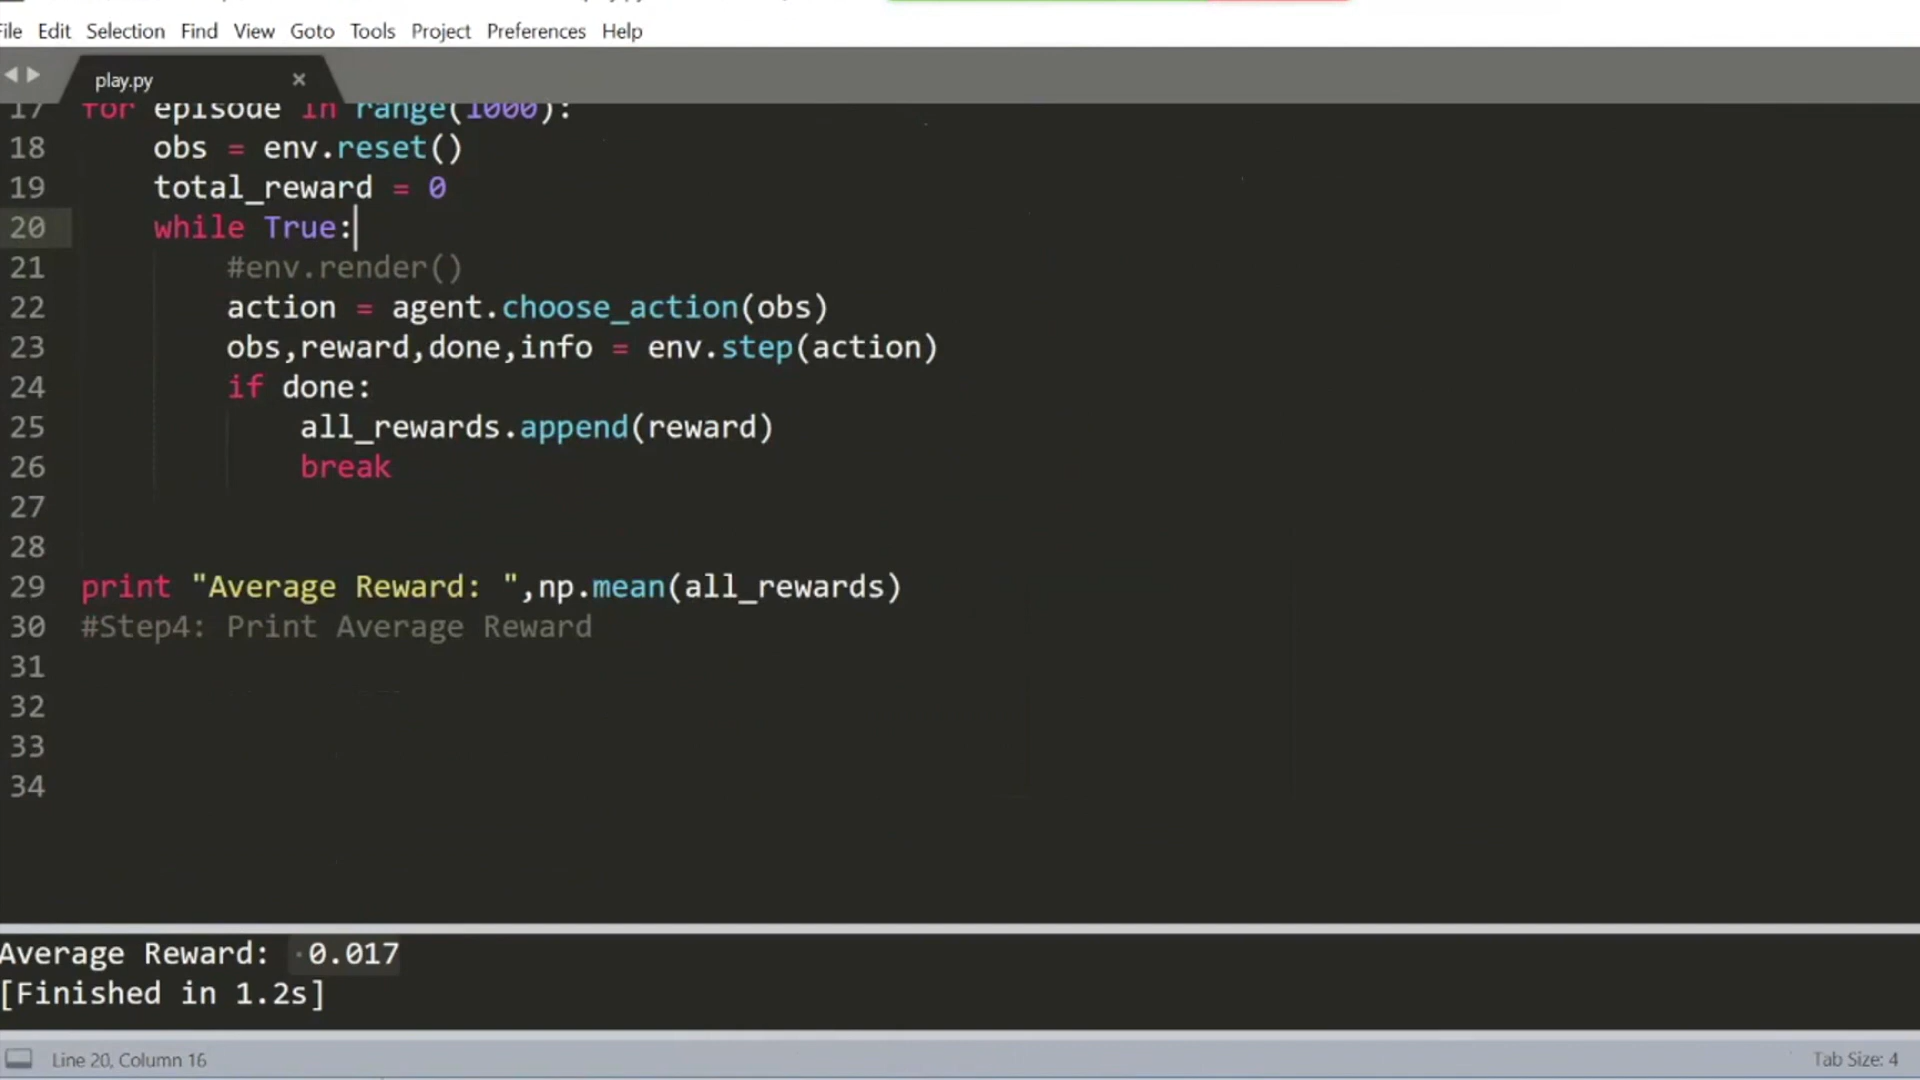 File Edit Selection Find View Goto Tools Project Preferences Help
play.py ×
17 for episode in range(1000):
18 obs = env.reset()
19 total_reward = 0
20 while True:
21 #env.render()
22 action = agent.choose_action(obs)
23 obs,reward,done,info = env.step(action)
24 if done:
25 all_rewards.append(reward)
26 break
27
28
29 print "Average Reward: ",np.mean(all_rewards)
30 #Step4: Print Average Reward
31
32
33
34
Average Reward: 0.017
[Finished in 1.2s]
Line 20, Column 16 Tab Size: 4